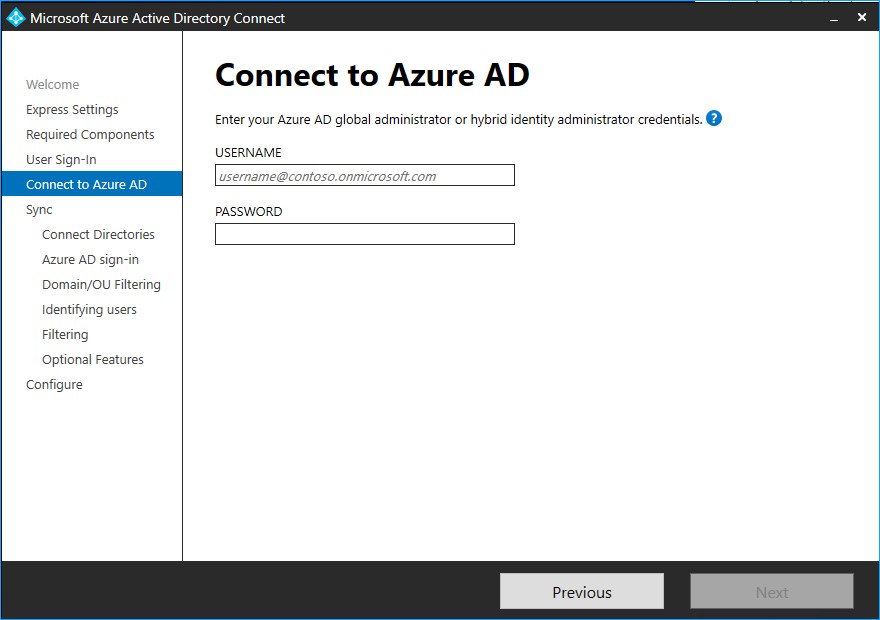 Microsoft Azure Active Directory Connect
Welcome
Express Settings
Required Components
User Sign-In
Connect to Azure AD
Sync
Connect Directories
Azure AD sign-in
Domain/OU Filtering
Identifying users
Filtering
Optional Features
Configure
Connect to Azure AD
Enter your Azure AD global administrator or hybrid identity administrator credentials. ?
USERNAME
username@contoso.onmicrosoft.com
PASSWORD
Previous
Next